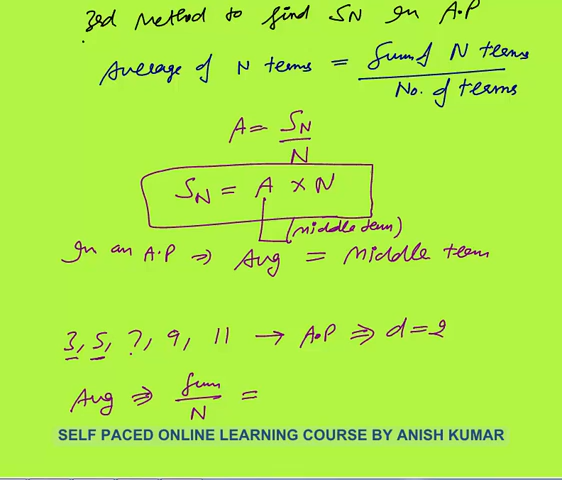 3rd Method to find SN in A.P
Average of N terms = Sum of N terms
No. of terms
A = SN
N
SN = A × N
(middle term)
In an A.P ⇒ Avg = Middle term
3, 5, 7, 9, 11 → A.P ⇒ d=2
Avg ⇒ Sum =
N
SELF PACED ONLINE LEARNING COURSE BY ANISH KUMAR